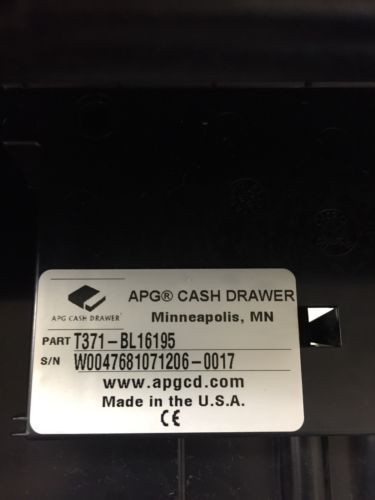 APG® CASH DRAWER
APG CASH DRAWER
Minneapolis, MN
PART T371-BL16195
S/N W0047681071206-0017
www.apgcd.com
Made in the U.S.A.
CE